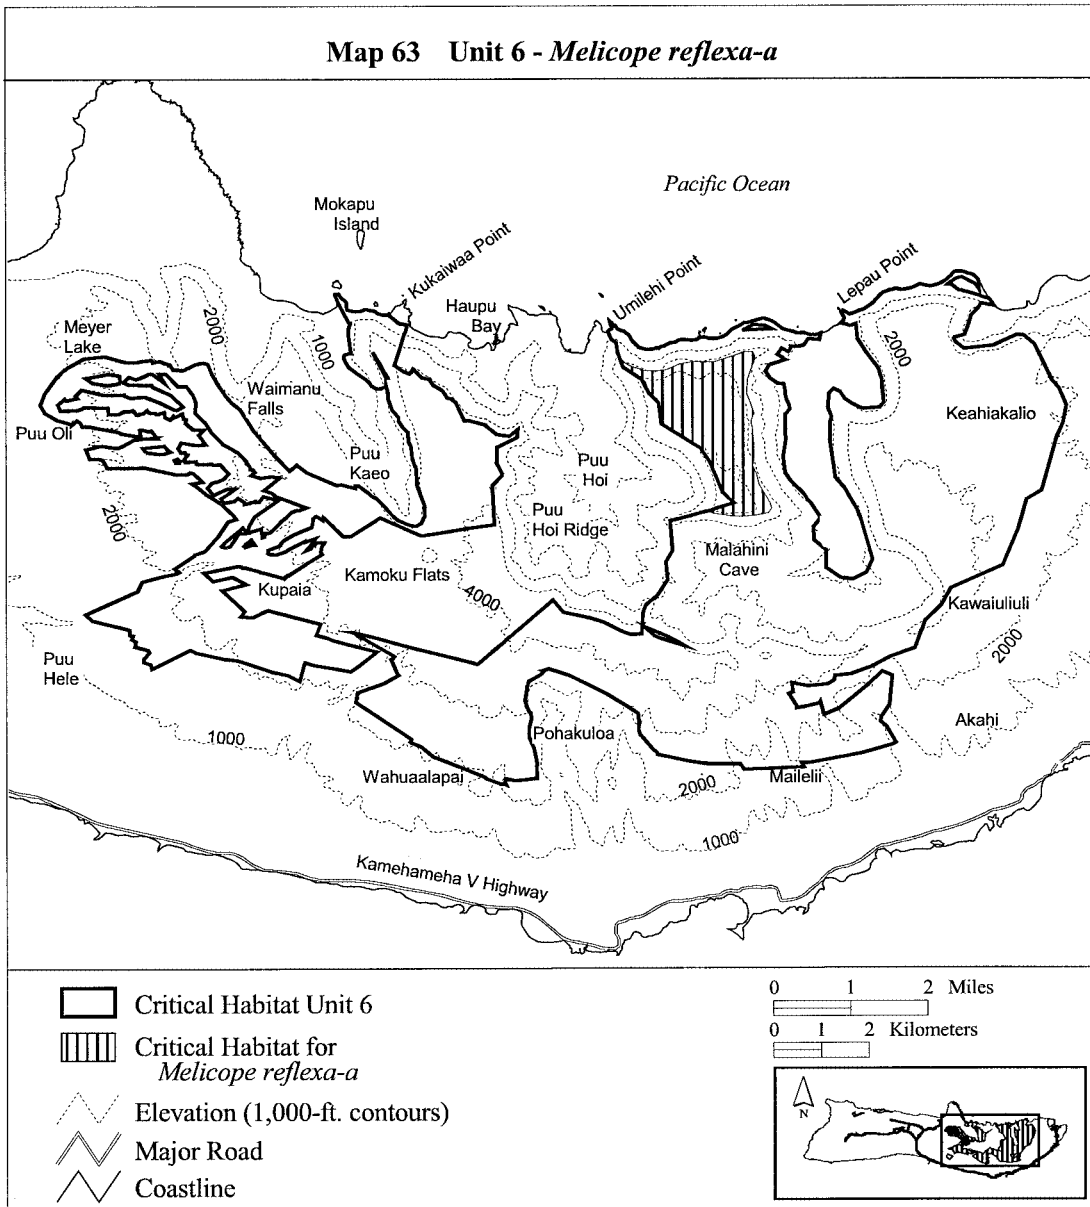 Map 63 Unit 6 - Melicope reflexa-a
Pacific Ocean
Mokapu
Island
Kukaiwaa Point
Haupu
Bay
Umilehi Point
Lepau Point
Meyer
Lake
2000
1000
2000
Waimanu
Falls
Keahiakalio
Puu Oli
Puu
Kaeo
Puu
Hoi
Puu
Hoi Ridge
2000
Malahini
Cave
Kamoku Flats
Kupaia
4000
Kawaiuliuli
2000
Puu
Hele
Akahi
1000
Pohakuloa
Wahuaalapai
2000
Mailelii
1000
Kamehameha V Highway
Critical Habitat Unit 6
Critical Habitat for
Melicope reflexa-a
Elevation (1,000-ft. contours)
Major Road
Coastline
0 1 2 Miles
0 1 2 Kilometers
N